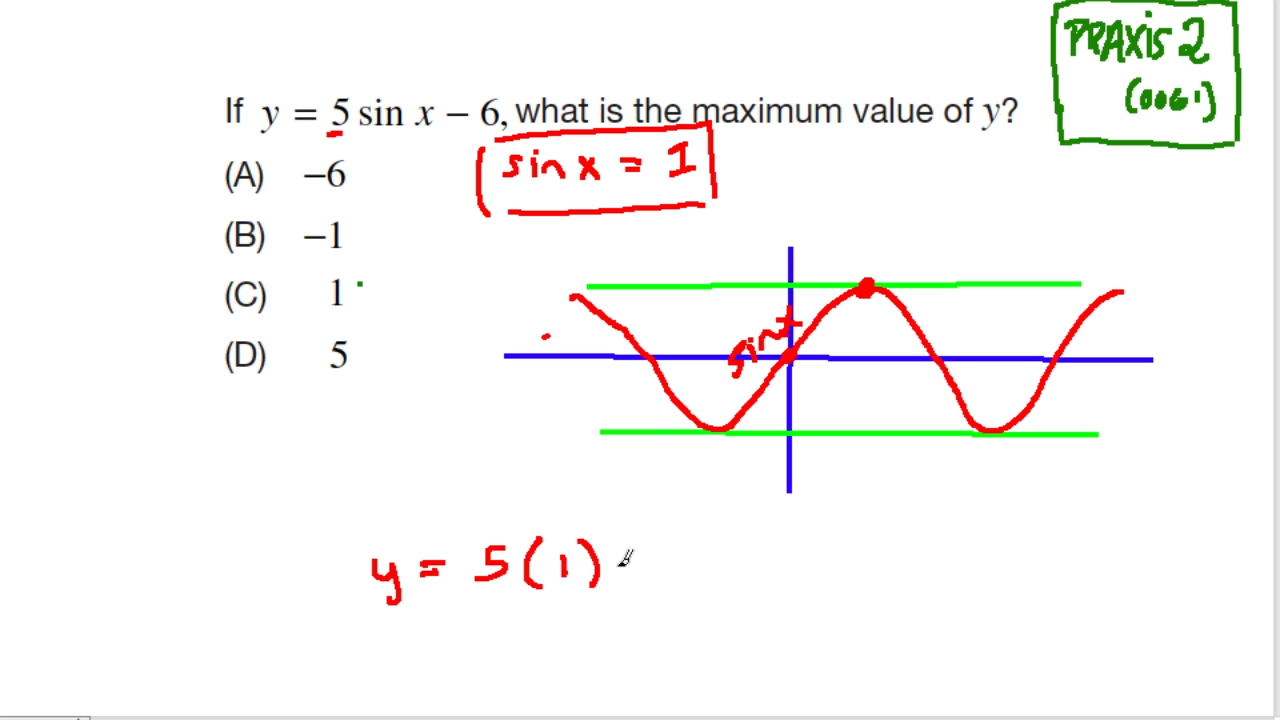 PRAXIS 2
(0061)
If y = 5 sin x − 6, what is the maximum value of y?
sin x = 1
(A) −6
(B) −1
(C) 1
(D) 5
sin x
y = 5(1)